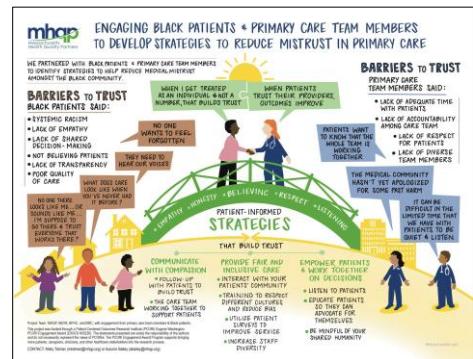 mhqp
Massachusetts
Health Quality Partners
ENGAGING BLACK PATIENTS & PRIMARY CARE TEAM MEMBERS
TO DEVELOP STRATEGIES TO REDUCE MISTRUST IN PRIMARY CARE
WE PARTNERED WITH BLACK PATIENTS & PRIMARY CARE TEAM MEMBERS
TO IDENTIFY STRATEGIES TO HELP REDUCE MEDICAL MISTRUST
AMONGST THE BLACK COMMUNITY.
BARRIERS TO TRUST
BLACK PATIENTS SAID:
• SYSTEMIC RACISM
• LACK OF EMPATHY
• LACK OF SHARED
DECISION-MAKING
• NOT BELIEVING PATIENTS
• LACK OF TRANSPARENCY
• POOR QUALITY
OF CARE
WHEN I GET TREATED
AS AN INDIVIDUAL & NOT A
NUMBER, THAT BUILDS TRUST
WHEN PATIENTS
TRUST THEIR PROVIDERS,
OUTCOMES IMPROVE
BARRIERS TO TRUST
PRIMARY CARE
TEAM MEMBERS SAID:
• LACK OF ADEQUATE TIME WITH
PATIENTS
• LACK OF ACCOUNTABILITY
AMONG CARE TEAM
• LACK OF RESPECT
FOR PATIENTS
• LACK OF DIVERSE
TEAM MEMBERS
NO ONE
WANTS TO FEEL
FORGOTTEN
THEY NEED TO
HEAR OUR VOICES
WHAT DOES CARE
LOOK LIKE WHEN
YOU'VE NEVER HAD
IT BEFORE?
NO ONE THERE
LOOKS LIKE ME... OR
SOUNDS LIKE ME...
I'M SUPPOSED TO
GO THERE & TRUST
EVERYONE THAT
WORKS THERE?
PATIENTS WANT
TO KNOW THAT THE
WHOLE TEAM IS
WORKING
TOGETHER
THE MEDICAL COMMUNITY
HASN'T YET APOLOGIZED
FOR SOME PAST HARM
IT CAN BE
DIFFICULT IN THE
LIMITED TIME THAT
WE HAVE WITH
PATIENTS TO BE
QUIET & LISTEN.
EMPATHY • HONESTY • BELIEVING • RESPECT • LISTENING
PATIENT-INFORMED
STRATEGIES
THAT BUILD TRUST
COMMUNICATE
WITH COMPASSION
• FOLLOW-UP
WITH PATIENTS
TO BUILD TRUST
• THE CARE TEAM
WORKING TOGETHER
TO SUPPORT PATIENTS
PROVIDE FAIR AND
INCLUSIVE CARE
• INTERACT WITH YOUR
PATIENTS' COMMUNITY
• TRAINING TO RESPECT
DIFFERENT CULTURES
AND REDUCE BIAS
• UTILIZE PATIENT
SURVEYS TO
IMPROVE SERVICE
• INCREASE STAFF
DIVERSITY
EMPOWER PATIENTS
& WORK TOGETHER
ON DECISIONS
• LISTEN TO PATIENTS
• EDUCATE PATIENTS
SO THEY CAN
ADVOCATE FOR
THEMSELVES
• BE MINDFUL OF YOUR
SHARED HUMANITY